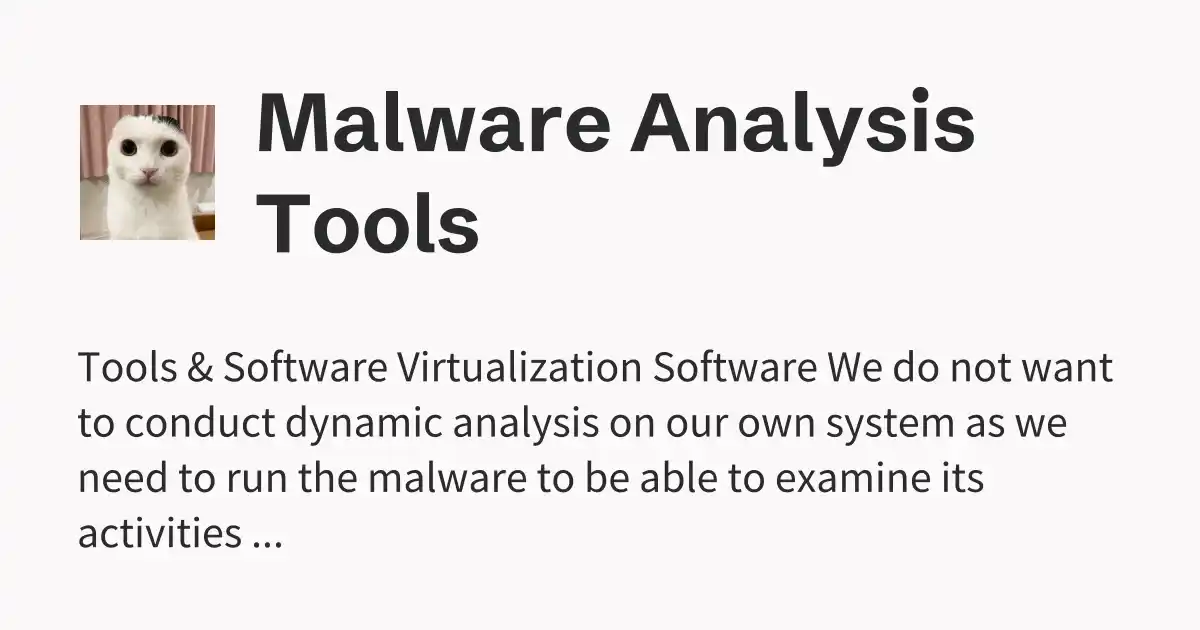 Malware Analysis
Tools
Tools & Software Virtualization Software We do not want
to conduct dynamic analysis on our own system as we
need to run the malware to be able to examine its
activities ...